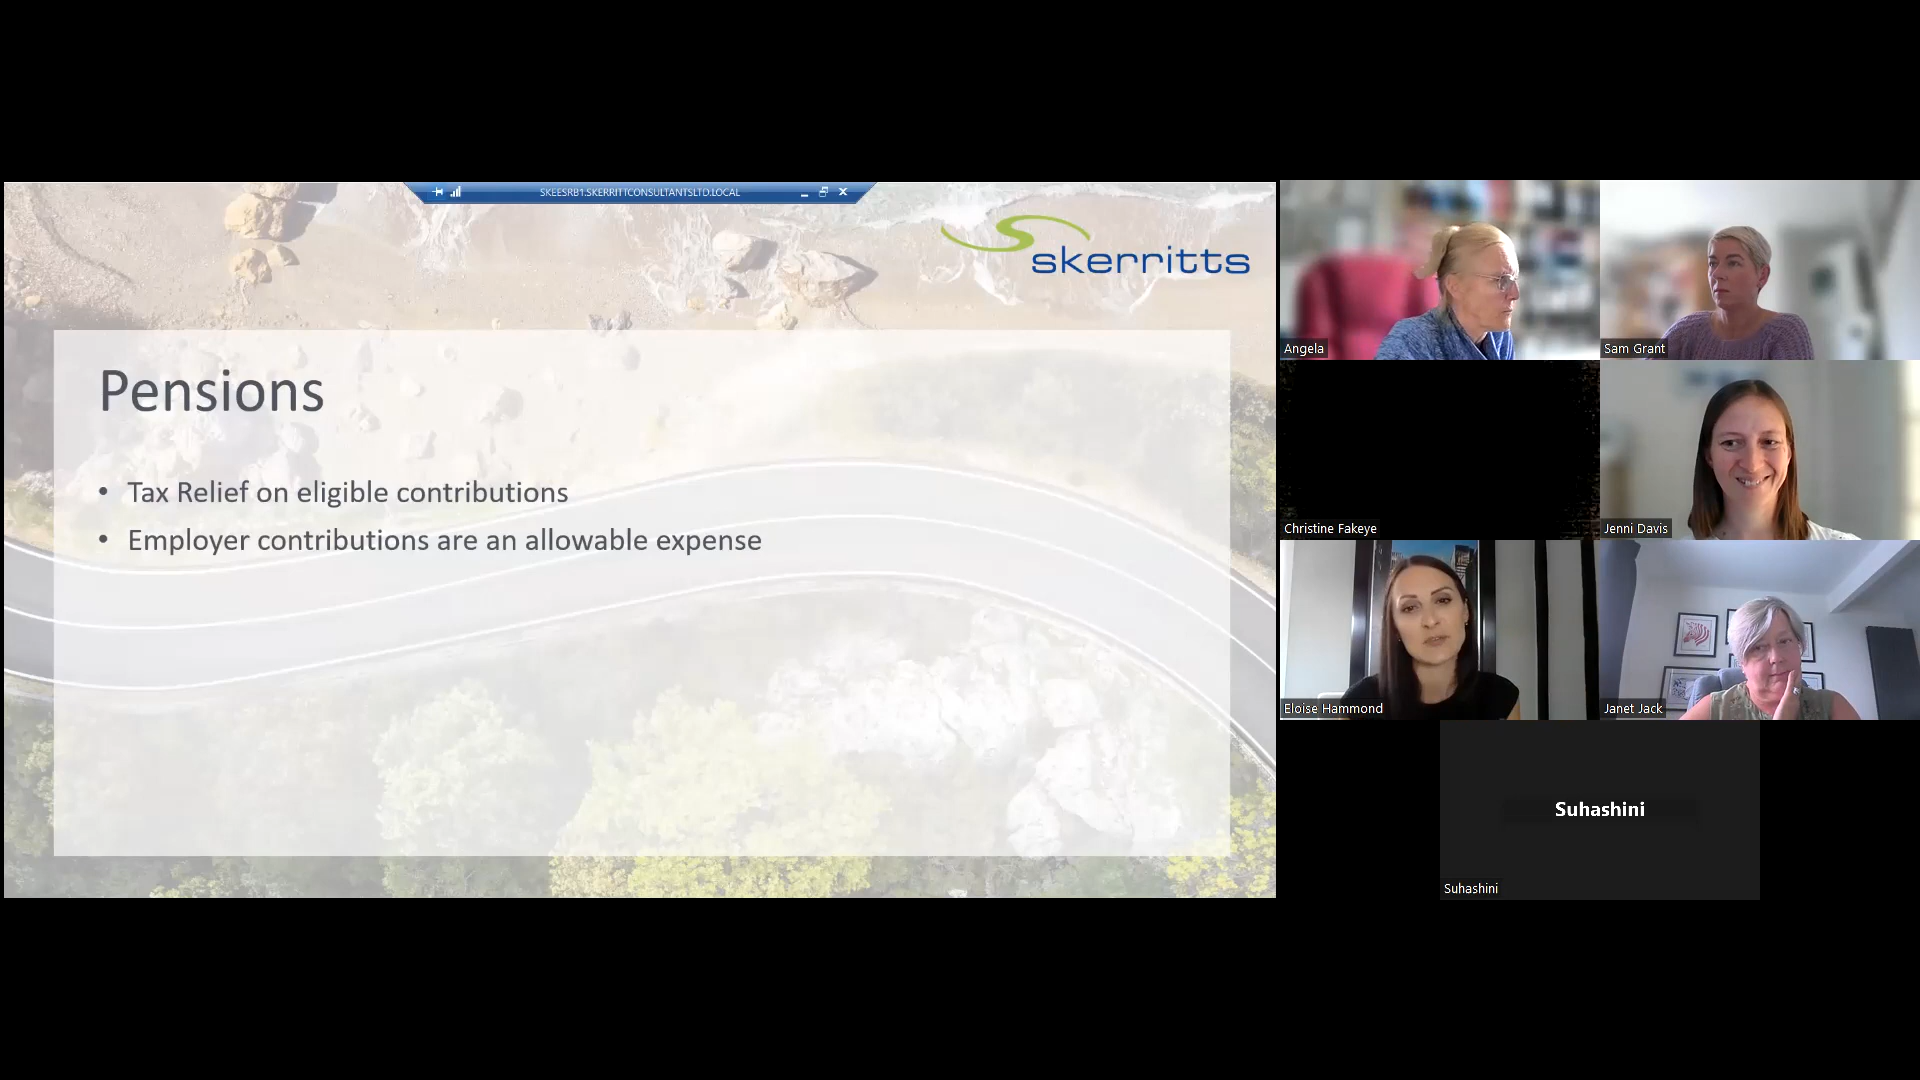 SKEESRB1.SKERRITTCONSULTANTSLTD.LOCAL
skerritts
Pensions
• Tax Relief on eligible contributions
• Employer contributions are an allowable expense
Angela
Sam Grant
Christine Fakeye
Jenni Davis
Eloise Hammond
Janet Jack
Suhashini
Suhashini